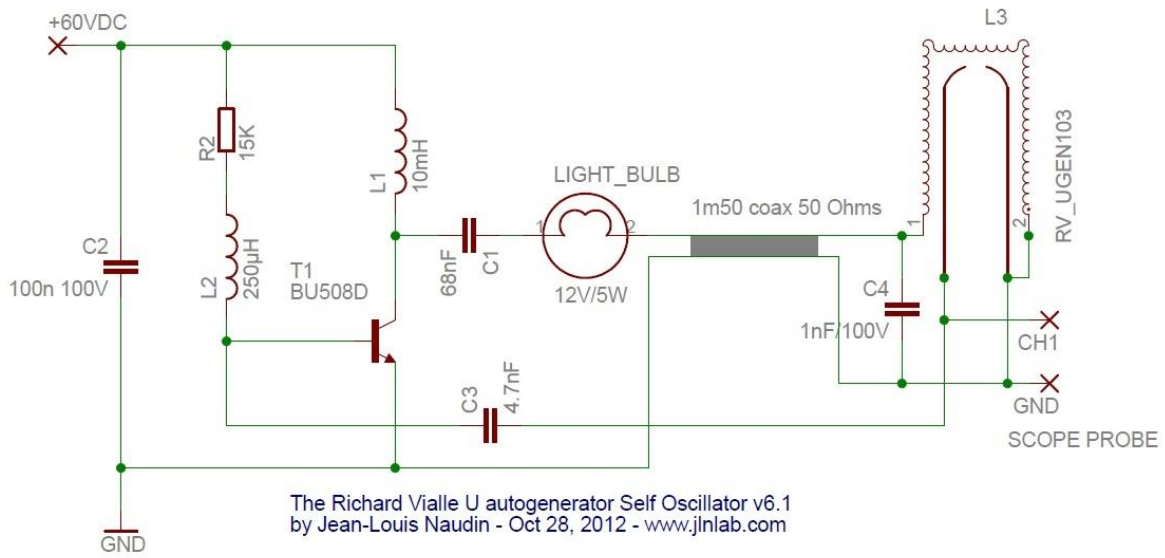 +60VDC
L3
R2
15K
L1
10mH
LIGHT_BULB
1m50 coax 50 Ohms
1
2
1
2
RV_UGEN103
C2
100n 100V
L2
250µH
T1
BU508D
68nF
C1
12V/5W
C4
1nF/100V
CH1
C3
4.7nF
GND
SCOPE PROBE
The Richard Vialle U autogenerator Self Oscillator v6.1
by Jean-Louis Naudin - Oct 28, 2012 - www.jlnlab.com
GND